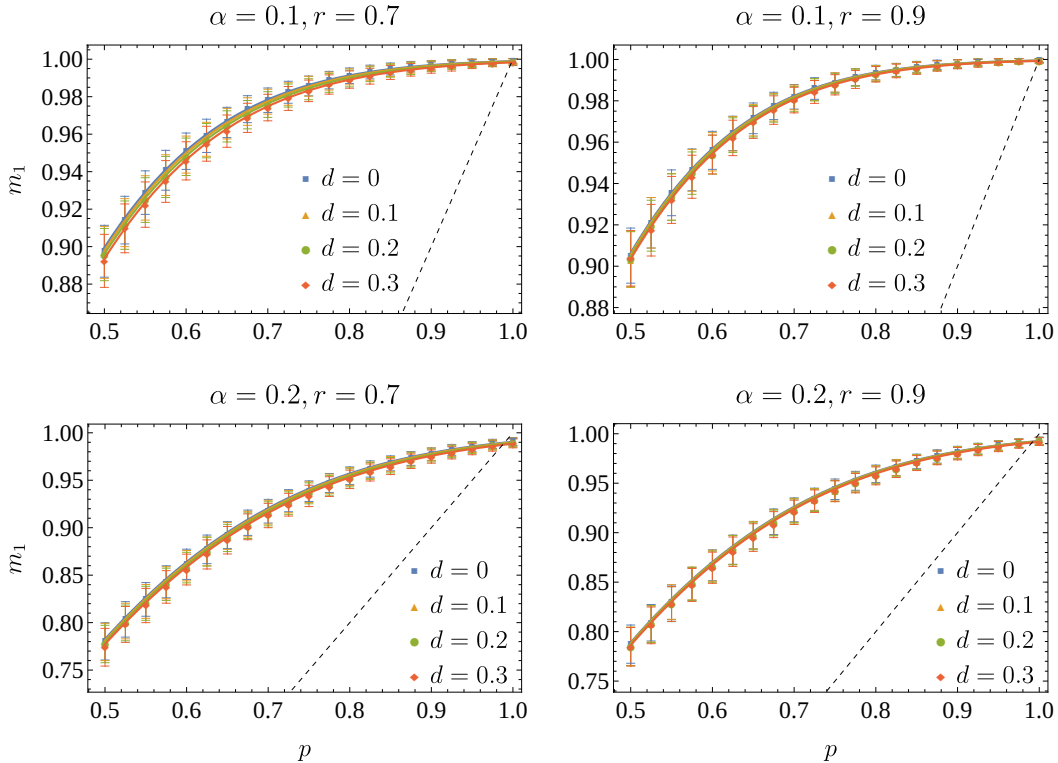 α = 0.1, r = 0.7
α = 0.1, r = 0.9
1.00
0.98
0.96
0.94
0.92
0.90
0.88
m₁
d = 0
d = 0.1
d = 0.2
d = 0.3
0.5 0.6 0.7 0.8 0.9 1.0
1.00
0.98
0.96
0.94
0.92
0.90
0.88
d = 0
d = 0.1
d = 0.2
d = 0.3
0.5 0.6 0.7 0.8 0.9 1.0
α = 0.2, r = 0.7
α = 0.2, r = 0.9
1.00
0.95
0.90
0.85
0.80
0.75
m₁
d = 0
d = 0.1
d = 0.2
d = 0.3
0.5 0.6 0.7 0.8 0.9 1.0
p
1.00
0.95
0.90
0.85
0.80
0.75
d = 0
d = 0.1
d = 0.2
d = 0.3
0.5 0.6 0.7 0.8 0.9 1.0
p